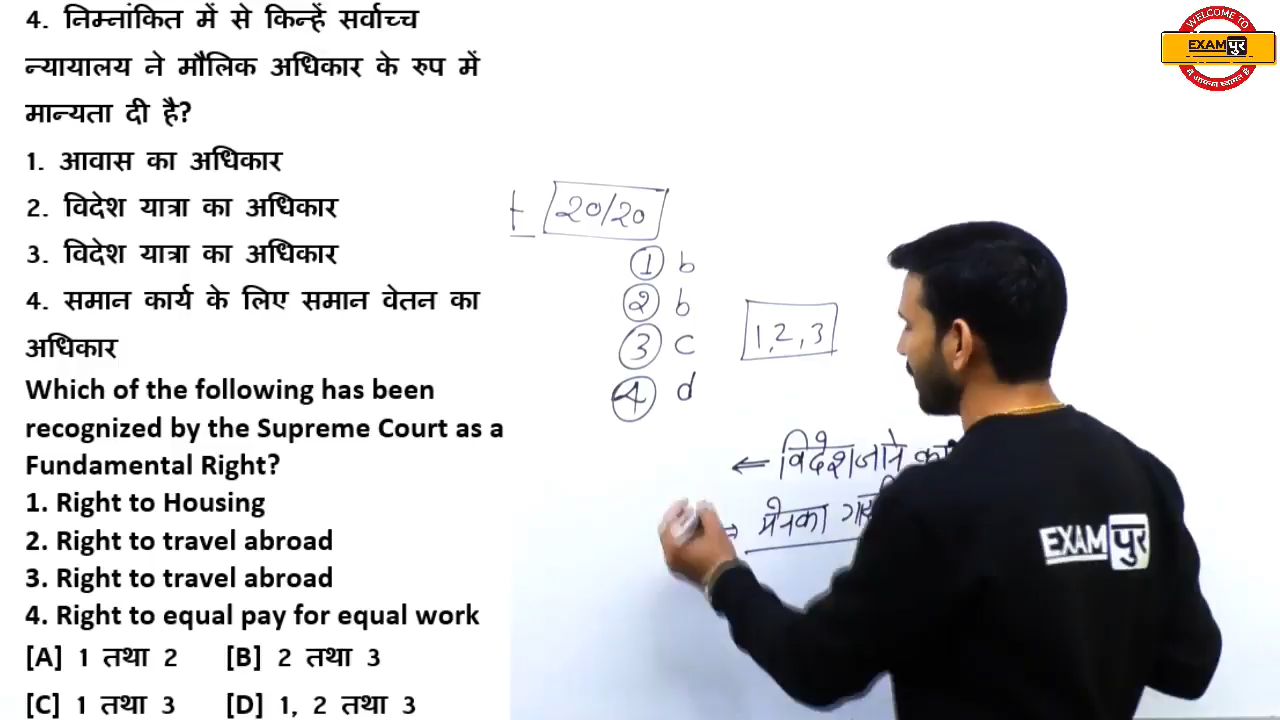 4. निम्नांकित में से किन्हें सर्वाच्च
न्यायालय ने मौलिक अधिकार के रुप में
मान्यता दी है?
1. आवास का अधिकार
2. विदेश यात्रा का अधिकार
3. विदेश यात्रा का अधिकार
4. समान कार्य के लिए समान वेतन का
अधिकार
Which of the following has been
recognized by the Supreme Court as a
Fundamental Right?
1. Right to Housing
2. Right to travel abroad
3. Right to travel abroad
4. Right to equal pay for equal work
[A] 1 तथा 2 [B] 2 तथा 3
[C] 1 तथा 3 [D] 1, 2 तथा 3
20/20
1 b
2 b
3 c
4 d
1, 2, 3
विदेश जाने
मेनका
WELCOME TO
EXAMपुर
EXAMपुर